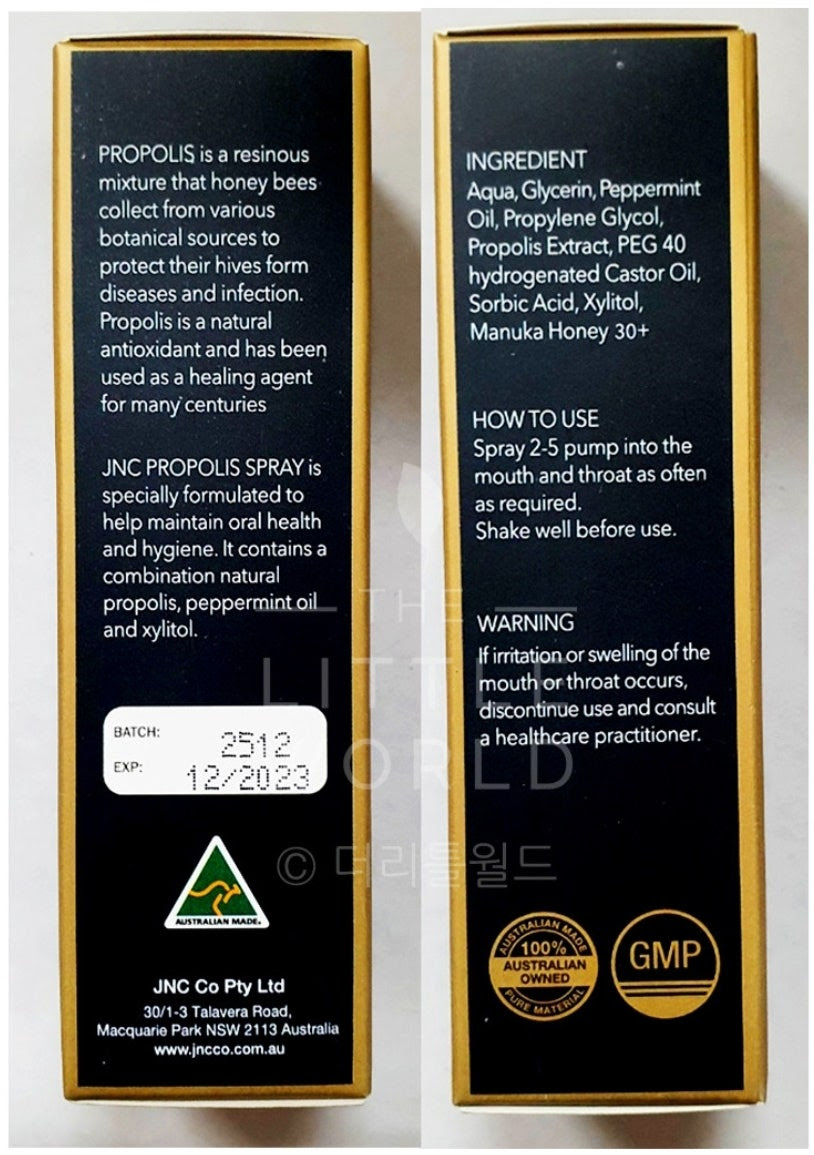 PROPOLIS is a resinous
mixture that honey bees
collect from various
botanical sources to
protect their hives form
diseases and infection.
Propolis is a natural
antioxidant and has been
used as a healing agent
for many centuries
JNC PROPOLIS SPRAY is
specially formulated to
help maintain oral health
and hygiene. It contains a
combination natural
propolis, peppermint oil
and xylitol.
BATCH: 2512
EXP: 12/2023
AUSTRALIAN MADE
JNC Co Pty Ltd
30/1-3 Talavera Road,
Macquarie Park NSW 2113 Australia
www.jncco.com.au
INGREDIENT
Aqua, Glycerin, Peppermint
Oil, Propylene Glycol,
Propolis Extract, PEG 40
hydrogenated Castor Oil,
Sorbic Acid, Xylitol,
Manuka Honey 30+
HOW TO USE
Spray 2-5 pump into the
mouth and throat as often
as required.
Shake well before use.
WARNING
If irritation or swelling of the
mouth or throat occurs,
discontinue use and consult
a healthcare practitioner.
AUSTRALIAN MADE
100%
AUSTRALIAN
OWNED
PURE MATERIAL
GMP
THE
LITTLE
WORLD
© 더리틀월드